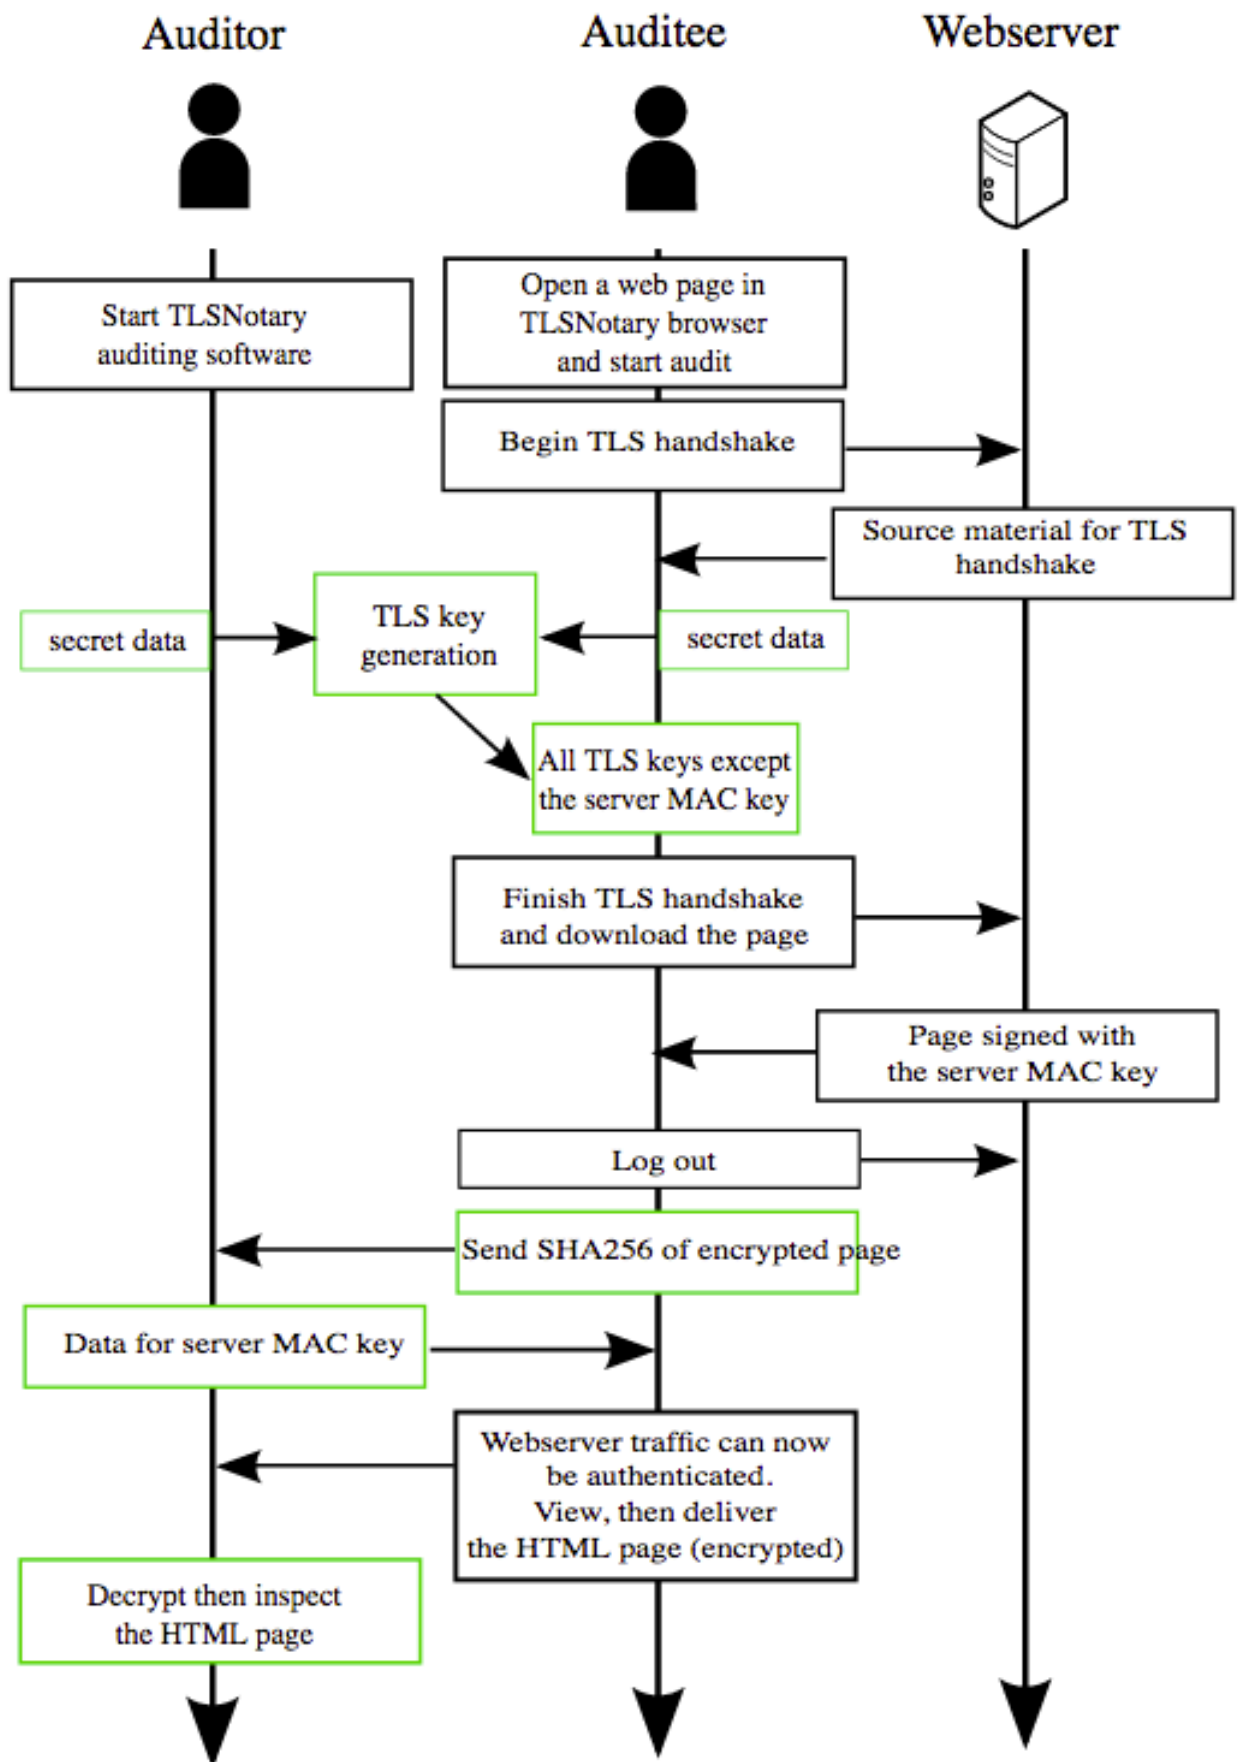 Auditor
Auditee
Webserver
Start TLSNotary
auditing software
Open a web page in
TLSNotary browser
and start audit
Begin TLS handshake
Source material for TLS
handshake
secret data
TLS key
generation
secret data
All TLS keys except
the server MAC key
Finish TLS handshake
and download the page
Page signed with
the server MAC key
Log out
Send SHA256 of encrypted page
Data for server MAC key
Webserver traffic can now
be authenticated.
View, then deliver
the HTML page (encrypted)
Decrypt then inspect
the HTML page